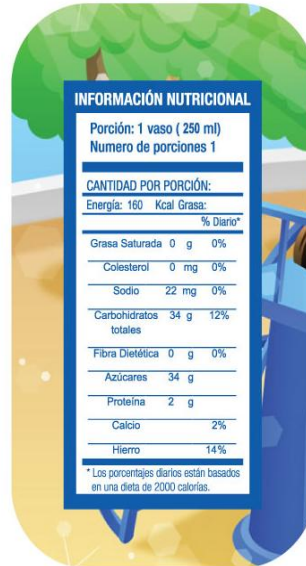 INFORMACIÓN NUTRICIONAL
Porción: 1 vaso ( 250 ml)
Numero de porciones 1
CANTIDAD POR PORCIÓN:
Energía: 160 Kcal Grasa:
% Diario*
Grasa Saturada 0 g 0%
Colesterol 0 mg 0%
Sodio 22 mg 0%
Carbohidratos 34 g 12%
totales
Fibra Dietética 0 g 0%
Azúcares 34 g
Proteína 2 g
Calcio 2%
Hierro 14%
* Los porcentajes diarios están basados
en una dieta de 2000 calorías.